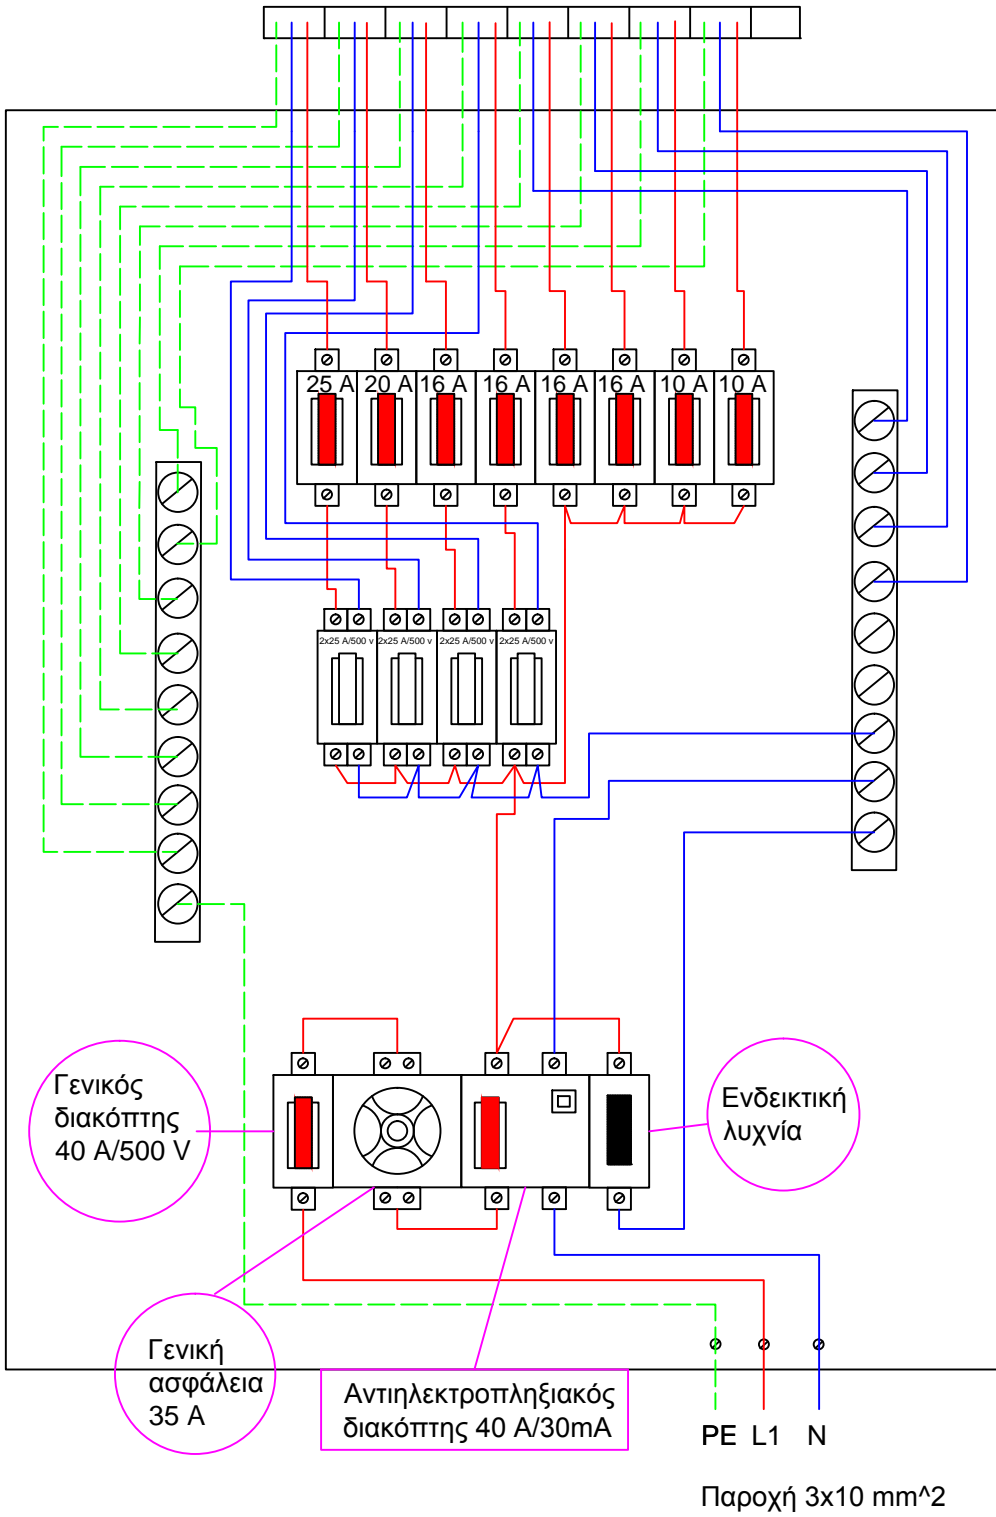 25 A 20 A 16 A 16 A 16 A 16 A 10 A 10 A
2x25 A/500 v 2x25 A/500 v 2x25 A/500 v 2x25 A/500 v
Γενικός
διακόπτης
40 A/500 V
Ενδεικτική
λυχνία
Γενική
ασφάλεια
35 A
Αντιηλεκτροπληξιακός
διακόπτης 40 A/30mA
PE L1 N
Παροχή 3x10 mm^2